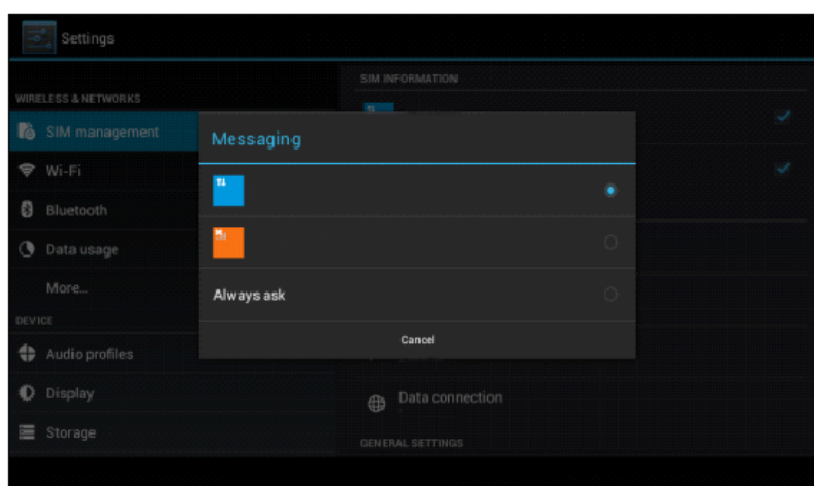 Settings
WIRELESS & NETWORKS
SIM management
Wi-Fi
Bluetooth
Data usage
More...
DEVICE
Audio profiles
Display
Storage
SIM INFORMATION
Messaging
Always ask
Cancel
Data connection
GENERAL SETTINGS